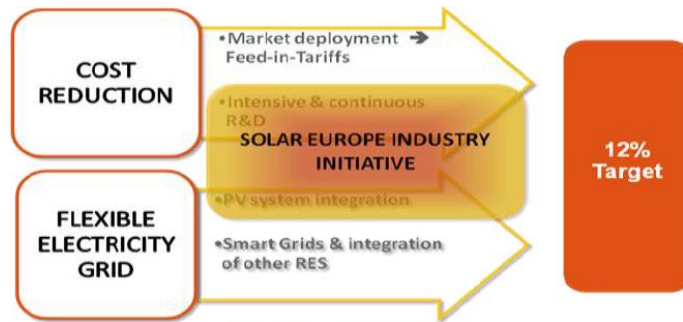 COST
REDUCTION
•Market deployment ➔
Feed-in-Tariffs
•Intensive & continuous
R&D
SOLAR EUROPE INDUSTRY
INITIATIVE
FLEXIBLE
ELECTRICITY
GRID
•PV system integration
•Smart Grids & integration
of other RES
12%
Target